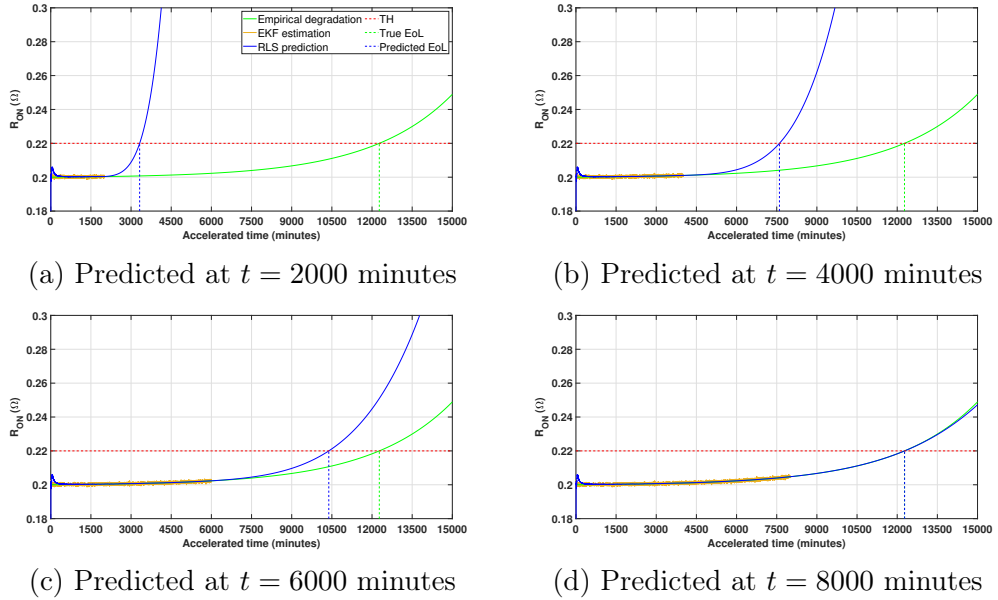 0.3
0.28
0.26
0.24
0.22
0.2
0.18
R_ON (Ω)
0 1500 3000 4500 6000 7500 9000 10500 12000 13500 15000
Accelerated time (minutes)
Empirical degradation
EKF estimation
RLS prediction
TH
True EoL
Predicted EoL
(a) Predicted at t = 2000 minutes
0.3
0.28
0.26
0.24
0.22
0.2
0.18
R_ON (Ω)
0 1500 3000 4500 6000 7500 9000 10500 12000 13500 15000
Accelerated time (minutes)
(b) Predicted at t = 4000 minutes
0.3
0.28
0.26
0.24
0.22
0.2
0.18
R_ON (Ω)
0 1500 3000 4500 6000 7500 9000 10500 12000 13500 15000
Accelerated time (minutes)
(c) Predicted at t = 6000 minutes
0.3
0.28
0.26
0.24
0.22
0.2
0.18
R_ON (Ω)
0 1500 3000 4500 6000 7500 9000 10500 12000 13500 15000
Accelerated time (minutes)
(d) Predicted at t = 8000 minutes